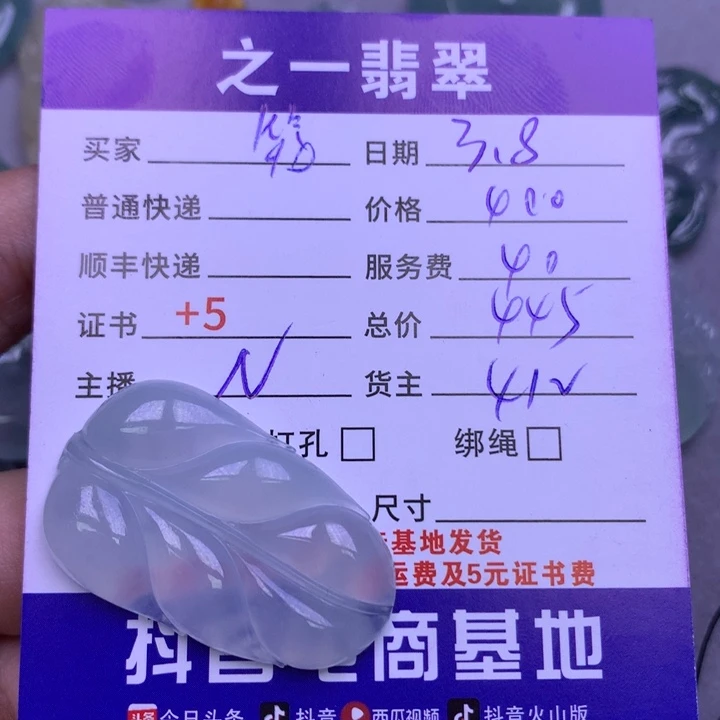 之一翡翠
买家 日期 3.8
普通快递 价格 400
顺丰快递 服务费 40
证书 +5 总价 445
主播 N 货主 412
打孔 绑绳
尺寸
基地发货
运费及5元证书费
抖音电商基地
头条 今日头条 抖音 西瓜视频 抖音火山版